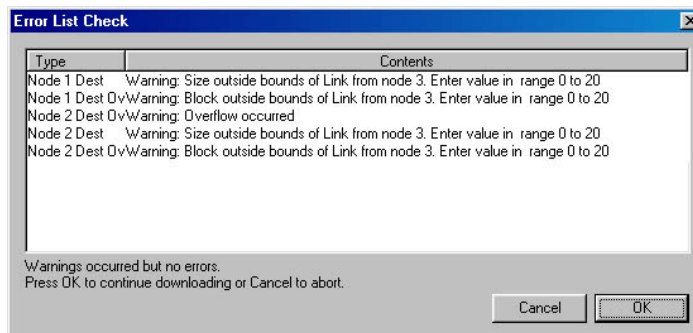 Error List Check
Type Contents
Node 1 Dest Warning: Size outside bounds of Link from node 3. Enter value in range 0 to 20
Node 1 Dest Ov Warning: Block outside bounds of Link from node 3. Enter value in range 0 to 20
Node 2 Dest Ov Warning: Overflow occurred
Node 2 Dest Warning: Size outside bounds of Link from node 3. Enter value in range 0 to 20
Node 2 Dest Ov Warning: Block outside bounds of Link from node 3. Enter value in range 0 to 20
Warnings occurred but no errors.
Press OK to continue downloading or Cancel to abort.
Cancel OK